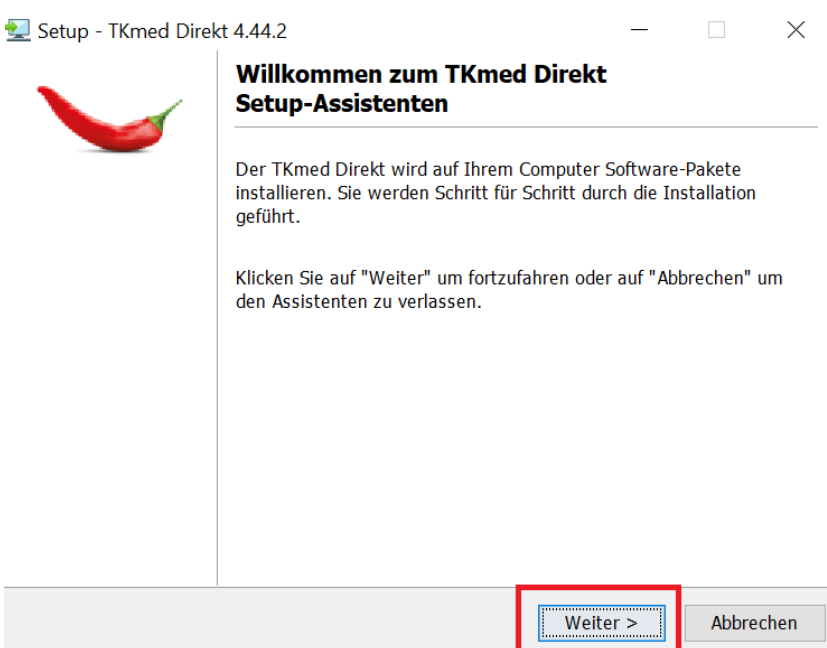 Setup - TKmed Direkt 4.44.2
Willkommen zum TKmed Direkt
Setup-Assistenten
Der TKmed Direkt wird auf Ihrem Computer Software-Pakete
installieren. Sie werden Schritt für Schritt durch die Installation
geführt.
Klicken Sie auf "Weiter" um fortzufahren oder auf "Abbrechen" um
den Assistenten zu verlassen.
Weiter > Abbrechen